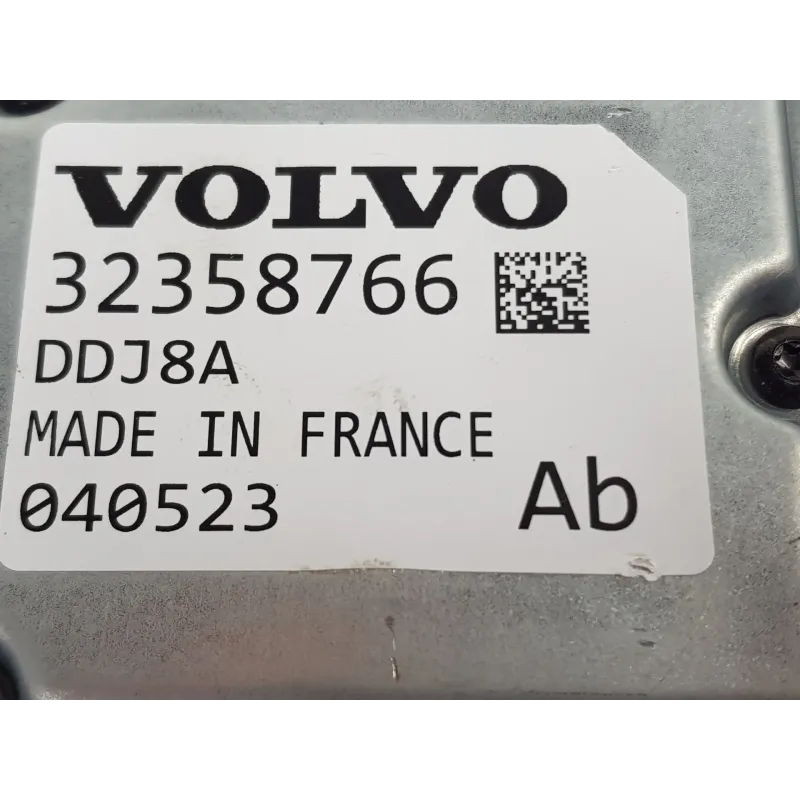 VOLVO
32358766
DDJ8A
MADE IN FRANCE
040523 Ab